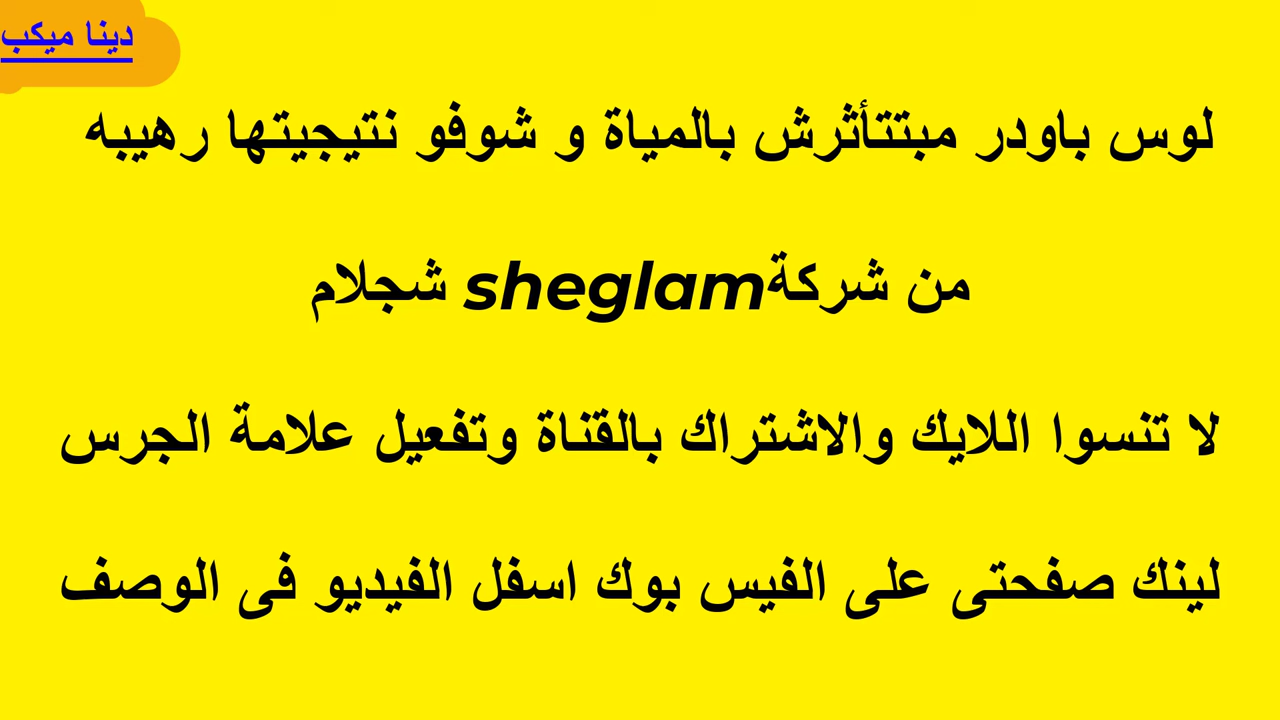 دينا ميكب
لوس باودر مبتتأثرش بالمياة و شوفو نتيجيتها رهيبه
من شركةsheglam شجلام
لا تنسوا اللايك والاشتراك بالقناة وتفعيل علامة الجرس
لينك صفحتى على الفيس بوك اسفل الفيديو فى الوصف